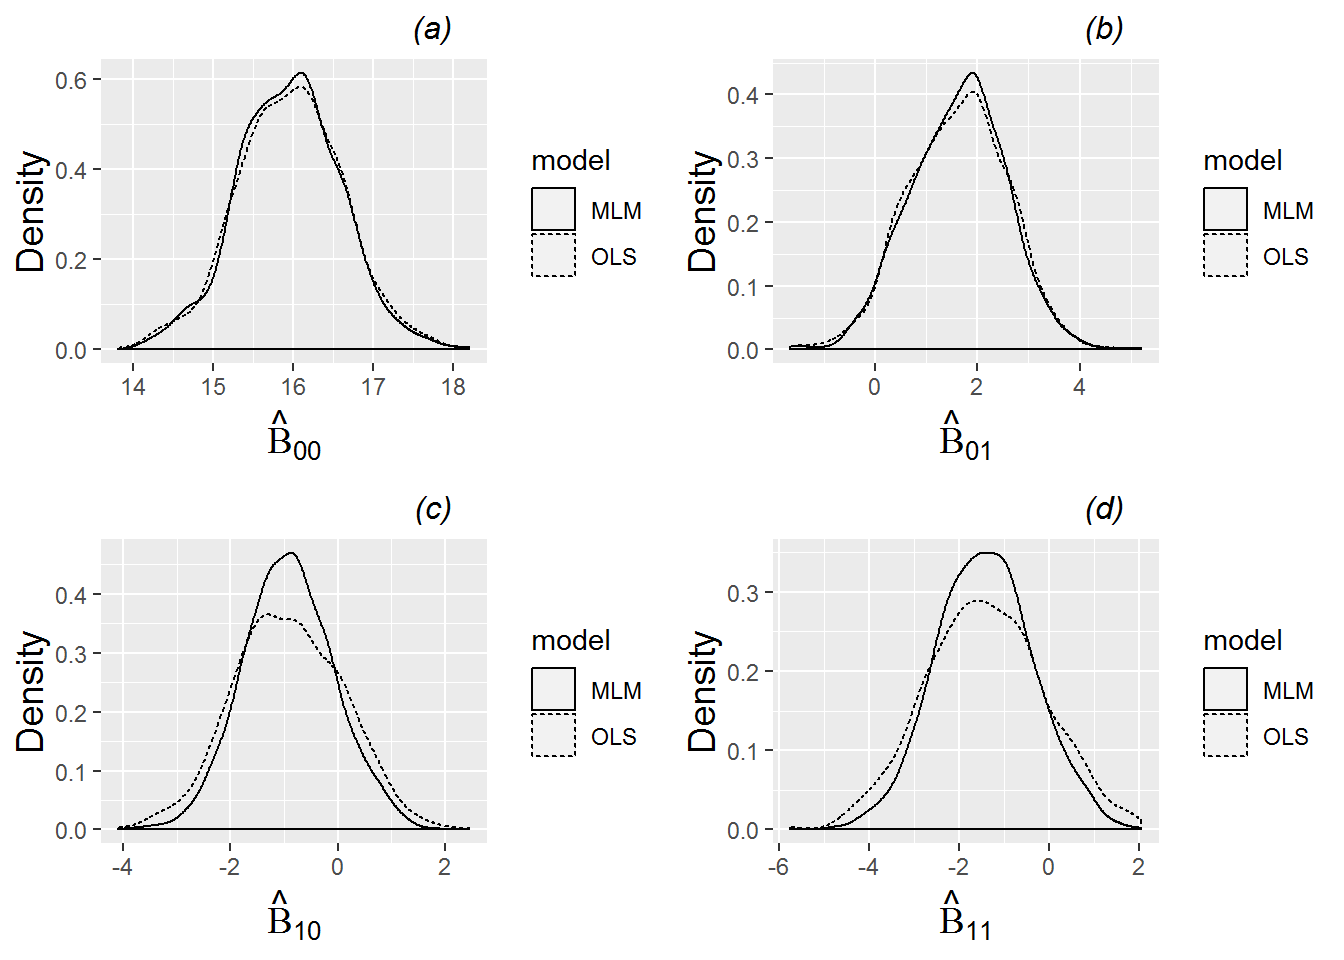 (a)
Density
0.6
0.4
0.2
0.0
14 15 16 17 18
B̂00
model
MLM
OLS
(b)
Density
0.4
0.3
0.2
0.1
0.0
0 2 4
B̂01
model
MLM
OLS
(c)
Density
0.4
0.3
0.2
0.1
0.0
-4 -2 0 2
B̂10
model
MLM
OLS
(d)
Density
0.3
0.2
0.1
0.0
-6 -4 -2 0 2
B̂11
model
MLM
OLS